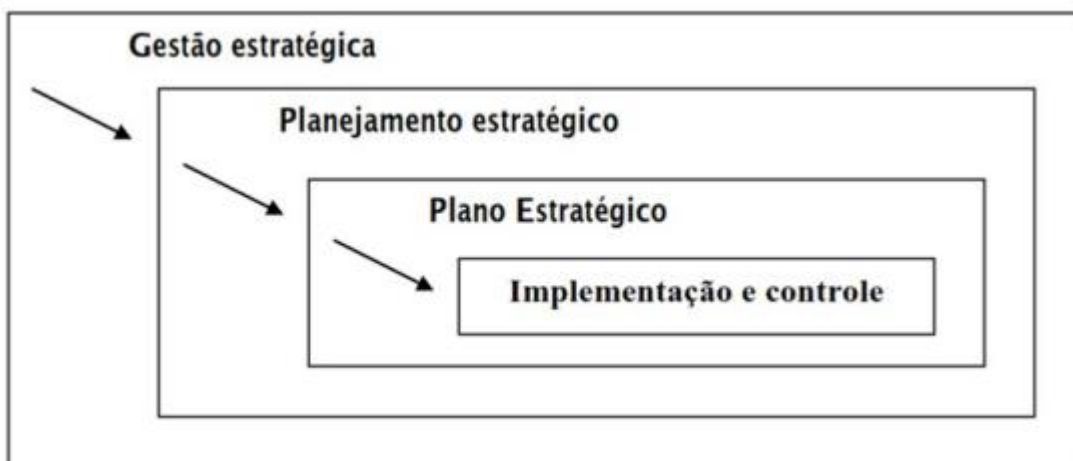 Gestão estratégica
Planejamento estratégico
Plano Estratégico
Implementação e controle